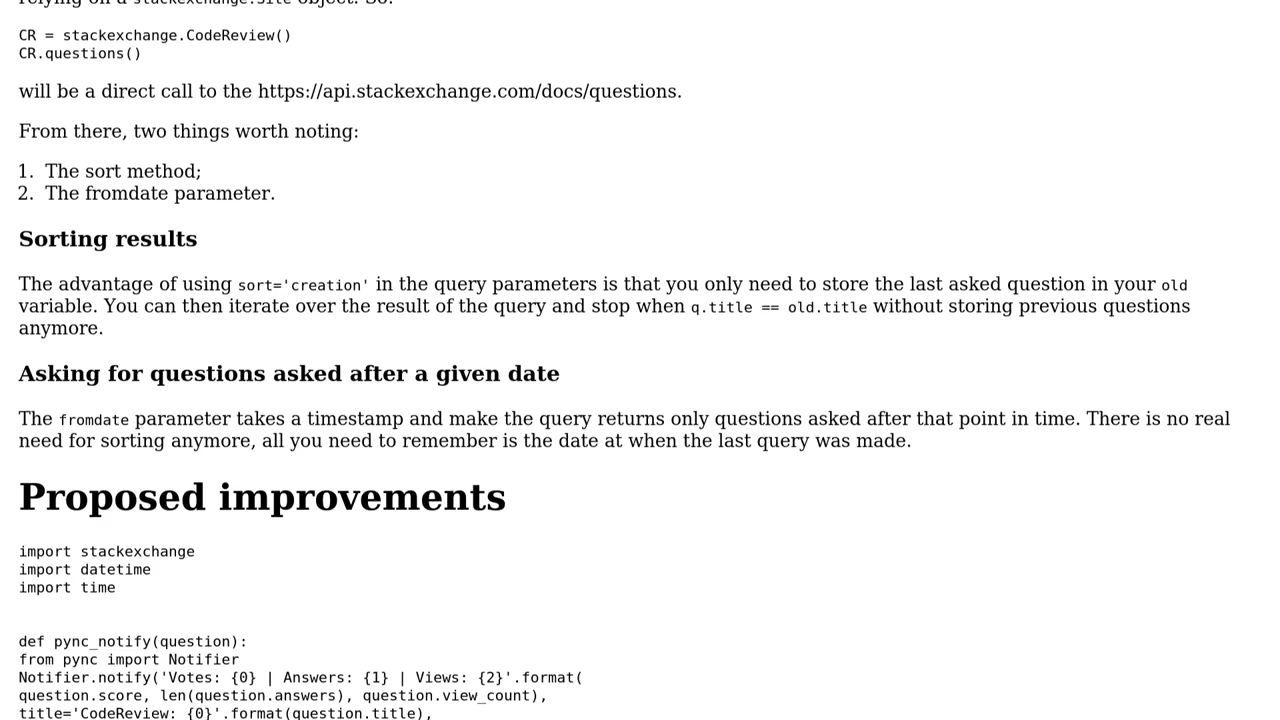 relying on a stackexchange.Site object. So:
CR = stackexchange.CodeReview()
CR.questions()
will be a direct call to the https://api.stackexchange.com/docs/questions.
From there, two things worth noting:
1. The sort method;
2. The fromdate parameter.
Sorting results
The advantage of using sort='creation' in the query parameters is that you only need to store the last asked question in your old
variable. You can then iterate over the result of the query and stop when q.title == old.title without storing previous questions
anymore.
Asking for questions asked after a given date
The fromdate parameter takes a timestamp and make the query returns only questions asked after that point in time. There is no real
need for sorting anymore, all you need to remember is the date at when the last query was made.
Proposed improvements
import stackexchange
import datetime
import time
def pync_notify(question):
from pync import Notifier
Notifier.notify('Votes: {0} | Answers: {1} | Views: {2}'.format(
question.score, len(question.answers), question.view_count),
title='CodeReview: {0}'.format(question.title),